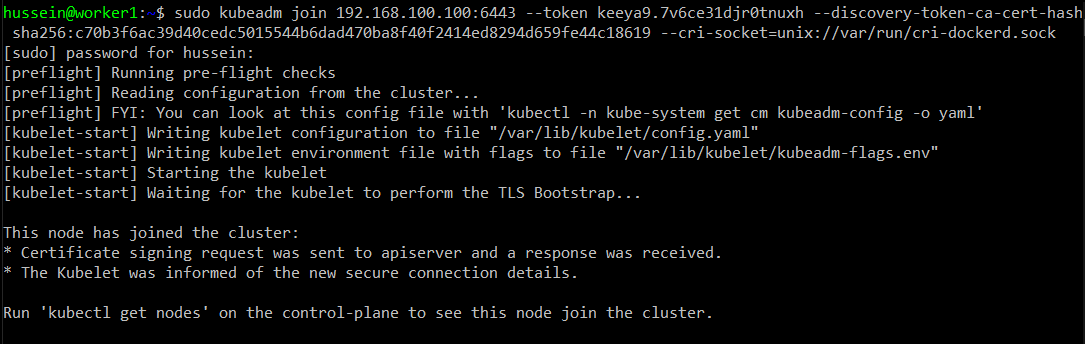 hussein@worker1:~$ sudo kubeadm join 192.168.100.100:6443 --token keeya9.7v6ce31djr0tnuxh --discovery-token-ca-cert-hash
sha256:c70b3f6ac39d40cedc5015544b6dad470ba8f40f2414ed8294d659fe44c18619 --cri-socket=unix://var/run/cri-dockerd.sock
[sudo] password for hussein:
[preflight] Running pre-flight checks
[preflight] Reading configuration from the cluster...
[preflight] FYI: You can look at this config file with 'kubectl -n kube-system get cm kubeadm-config -o yaml'
[kubelet-start] Writing kubelet configuration to file "/var/lib/kubelet/config.yaml"
[kubelet-start] Writing kubelet environment file with flags to file "/var/lib/kubelet/kubeadm-flags.env"
[kubelet-start] Starting the kubelet
[kubelet-start] Waiting for the kubelet to perform the TLS Bootstrap...
This node has joined the cluster:
* Certificate signing request was sent to apiserver and a response was received.
* The Kubelet was informed of the new secure connection details.
Run 'kubectl get nodes' on the control-plane to see this node join the cluster.